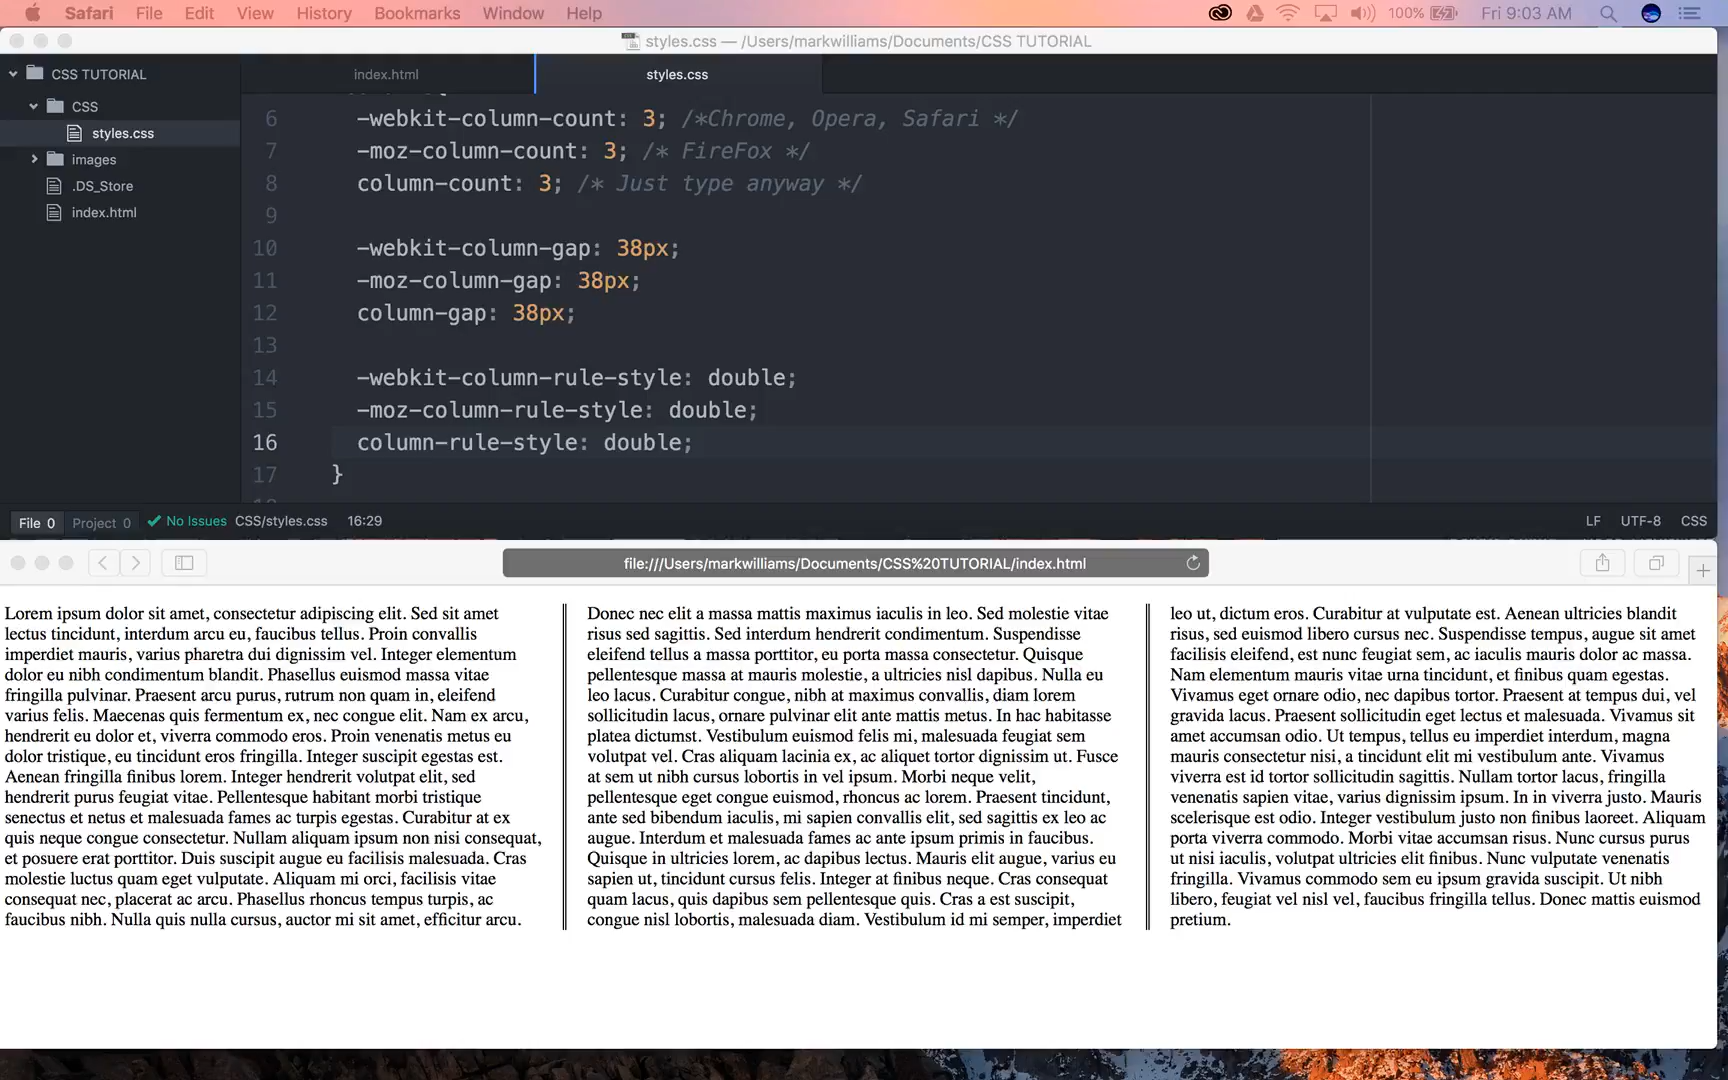 Safari File Edit View History Bookmarks Window Help 100% Fri 9:03 AM
styles.css — /Users/markwilliams/Documents/CSS TUTORIAL
CSS TUTORIAL
CSS
styles.css
images
.DS_Store
index.html
index.html styles.css
6 -webkit-column-count: 3; /*Chrome, Opera, Safari */
7 -moz-column-count: 3; /* FireFox */
8 column-count: 3; /* Just type anyway */
9
10 -webkit-column-gap: 38px;
11 -moz-column-gap: 38px;
12 column-gap: 38px;
13
14 -webkit-column-rule-style: double;
15 -moz-column-rule-style: double;
16 column-rule-style: double;
17 }
File 0 Project 0 No Issues CSS/styles.css 16:29 LF UTF-8 CSS
file:///Users/markwilliams/Documents/CSS%20TUTORIAL/index.html
Lorem ipsum dolor sit amet, consectetur adipiscing elit. Sed sit amet
lectus tincidunt, interdum arcu eu, faucibus tellus. Proin convallis
imperdiet mauris, varius pharetra dui dignissim vel. Integer elementum
dolor eu nibh condimentum blandit. Phasellus euismod massa vitae
fringilla pulvinar. Praesent arcu purus, rutrum non quam in, eleifend
varius felis. Maecenas quis fermentum ex, nec congue elit. Nam ex arcu,
hendrerit eu dolor et, viverra commodo eros. Proin venenatis metus eu
dolor tristique, eu tincidunt eros fringilla. Integer suscipit egestas est.
Aenean fringilla finibus lorem. Integer hendrerit volutpat elit, sed
hendrerit purus feugiat vitae. Pellentesque habitant morbi tristique
senectus et netus et malesuada fames ac turpis egestas. Curabitur at ex
quis neque congue consectetur. Nullam aliquam ipsum non nisi consequat,
et posuere erat porttitor. Duis suscipit augue eu facilisis malesuada. Cras
molestie luctus quam eget vulputate. Aliquam mi orci, facilisis vitae
consequat nec, placerat ac arcu. Phasellus rhoncus tempus turpis, ac
faucibus nibh. Nulla quis nulla cursus, auctor mi sit amet, efficitur arcu.
Donec nec elit a massa mattis maximus iaculis in leo. Sed molestie vitae
risus sed sagittis. Sed interdum hendrerit condimentum. Suspendisse
eleifend tellus a massa porttitor, eu porta massa consectetur. Quisque
pellentesque massa at mauris molestie, a ultricies nisl dapibus. Nulla eu
leo lacus. Curabitur congue, nibh at maximus convallis, diam lorem
sollicitudin lacus, ornare pulvinar elit ante mattis metus. In hac habitasse
platea dictumst. Vestibulum euismod felis mi, malesuada feugiat sem
volutpat vel. Cras aliquam lacinia ex, ac aliquet tortor dignissim ut. Fusce
at sem ut nibh cursus lobortis in vel ipsum. Morbi neque velit,
pellentesque eget congue euismod, rhoncus ac lorem. Praesent tincidunt,
ante sed bibendum iaculis, mi sapien convallis elit, sed sagittis ex leo ac
augue. Interdum et malesuada fames ac ante ipsum primis in faucibus.
Quisque in ultricies lorem, ac dapibus lectus. Mauris elit augue, varius eu
sapien ut, tincidunt cursus felis. Integer at finibus neque. Cras consequat
quam lacus, quis dapibus sem pellentesque quis. Cras a est suscipit,
congue nisl lobortis, malesuada diam. Vestibulum id mi semper, imperdiet
leo ut, dictum eros. Curabitur at vulputate est. Aenean ultricies blandit
risus, sed euismod libero cursus nec. Suspendisse tempus, augue sit amet
facilisis eleifend, est nunc feugiat sem, ac iaculis mauris dolor ac massa.
Nam elementum mauris vitae urna tincidunt, et finibus quam egestas.
Vivamus eget ornare odio, nec dapibus tortor. Praesent at tempus dui, vel
gravida lacus. Praesent sollicitudin eget lectus et malesuada. Vivamus sit
amet accumsan odio. Ut tempus, tellus eu imperdiet interdum, magna
mauris consectetur nisi, a tincidunt elit mi vestibulum ante. Vivamus
viverra est id tortor sollicitudin sagittis. Nullam tortor lacus, fringilla
venenatis sapien vitae, varius dignissim ipsum. In in viverra justo. Mauris
scelerisque est odio. Integer vestibulum justo non finibus laoreet. Aliquam
porta viverra commodo. Morbi vitae accumsan risus. Nunc cursus purus
ut nisi iaculis, volutpat ultricies elit finibus. Nunc vulputate venenatis
fringilla. Vivamus commodo sem eu ipsum gravida suscipit. Ut nibh
libero, feugiat vel nisl vel, faucibus fringilla tellus. Donec mattis euismod
pretium.